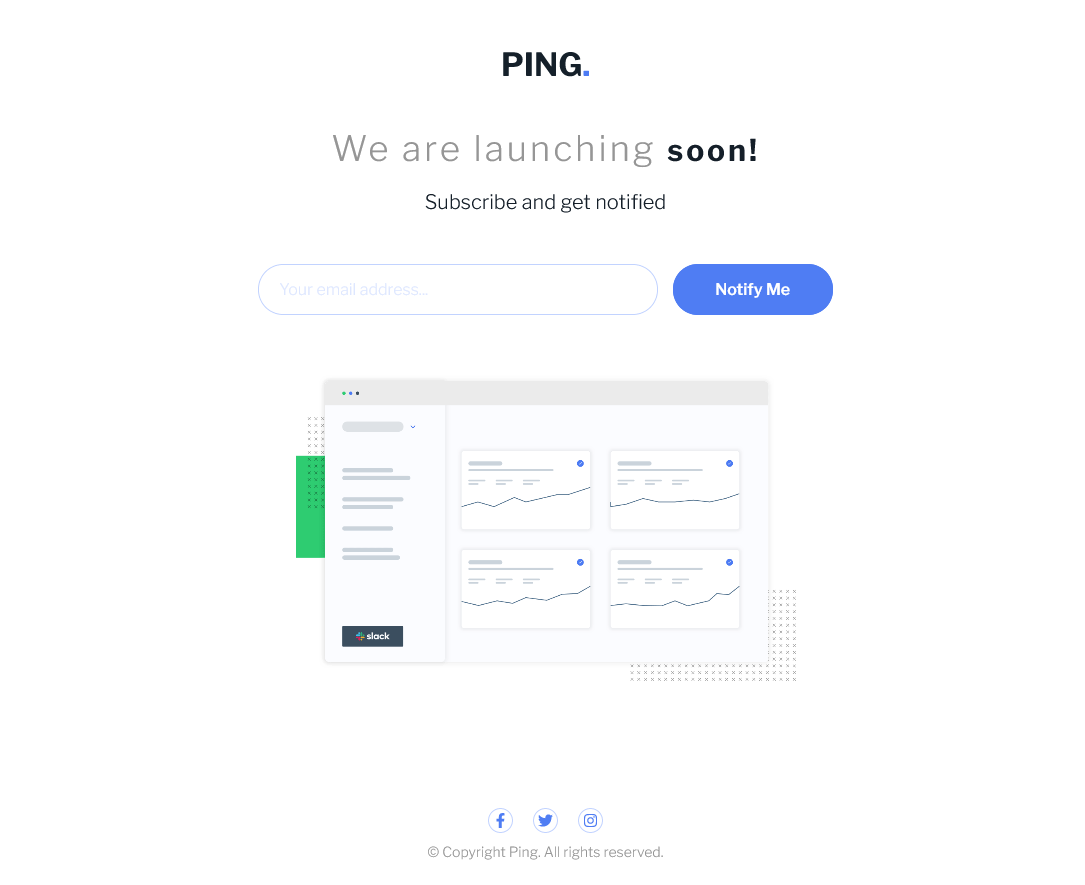 PING.
We are launching soon!
Subscribe and get notified
Your email address...
Notify Me
slack
© Copyright Ping. All rights reserved.